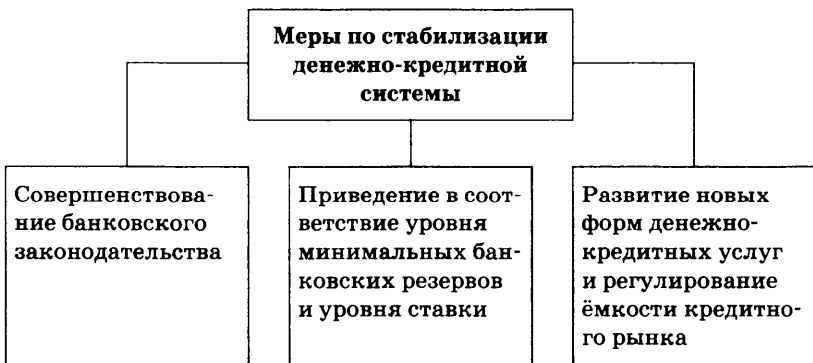 Меры по стабилизации
денежно-кредитной
системы
Совершенствова-
ние банковского
законодательства
Приведение в соот-
ветствие уровня
минимальных бан-
ковских резервов
и уровня ставки
Развитие новых
форм денежно-
кредитных услуг
и регулирование
ёмкости кредитно-
го рынка